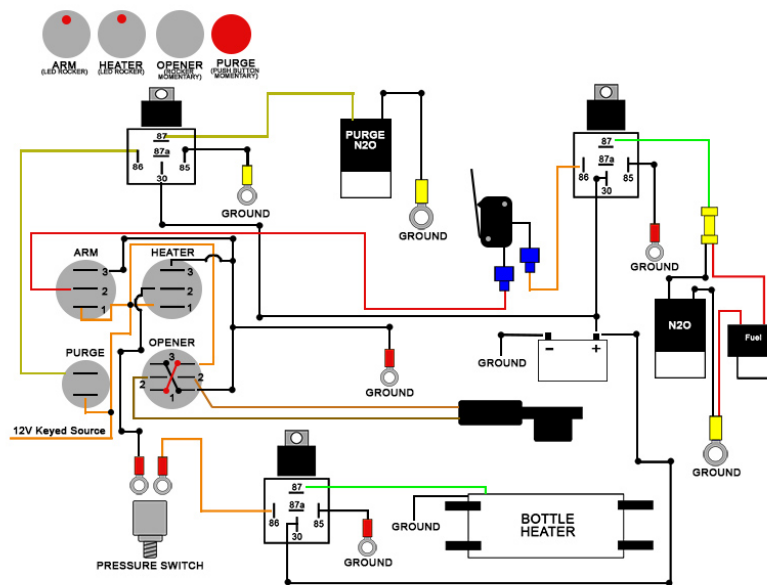 ARM
(LED ROCKER)
HEATER
(LED ROCKER)
OPENER
(ROCKER
MOMENTARY)
PURGE
(PUSH BUTTON
MOMENTARY)
87
87a
86
85
30
GROUND
PURGE
N2O
GROUND
87
87a
86
85
30
GROUND
ARM
3
2
1
HEATER
3
2
1
PURGE
OPENER
3
2
2
1
GROUND
GROUND
-
+
N2O
Fuel
GROUND
12V Keyed Source
PRESSURE SWITCH
87
87a
86
85
30
GROUND
GROUND
BOTTLE
HEATER